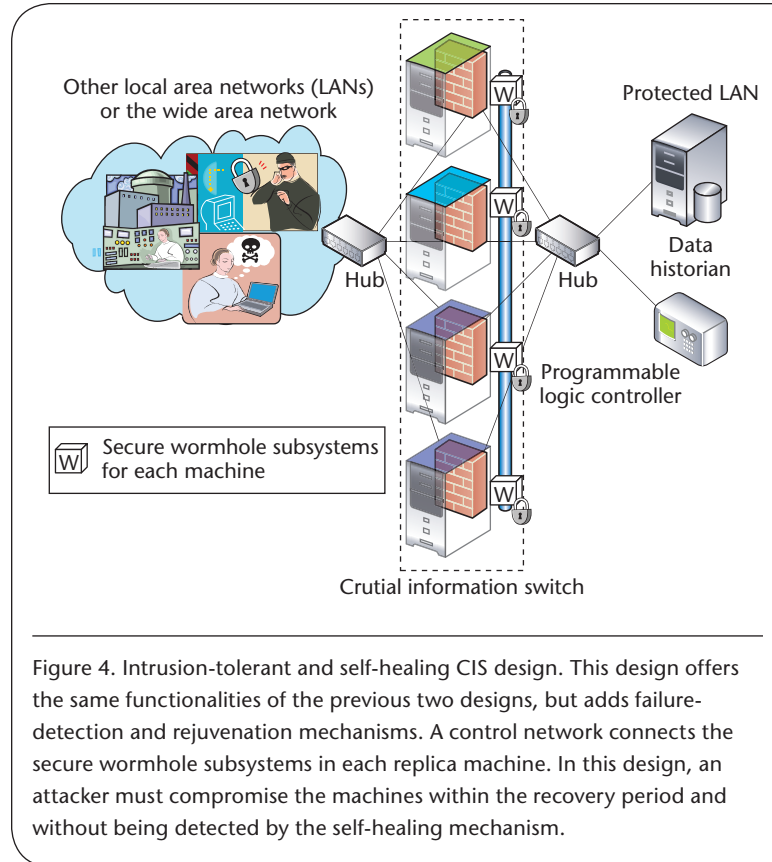 Other local area networks (LANs)
or the wide area network
Hub
W
W
W
W
Hub
Protected LAN
Data
historian
Programmable
logic controller
W
Secure wormhole subsystems
for each machine
Crutial information switch
Figure 4. Intrusion-tolerant and self-healing CIS design. This design offers
the same functionalities of the previous two designs, but adds failure-
detection and rejuvenation mechanisms. A control network connects the
secure wormhole subsystems in each replica machine. In this design, an
attacker must compromise the machines within the recovery period and
without being detected by the self-healing mechanism.